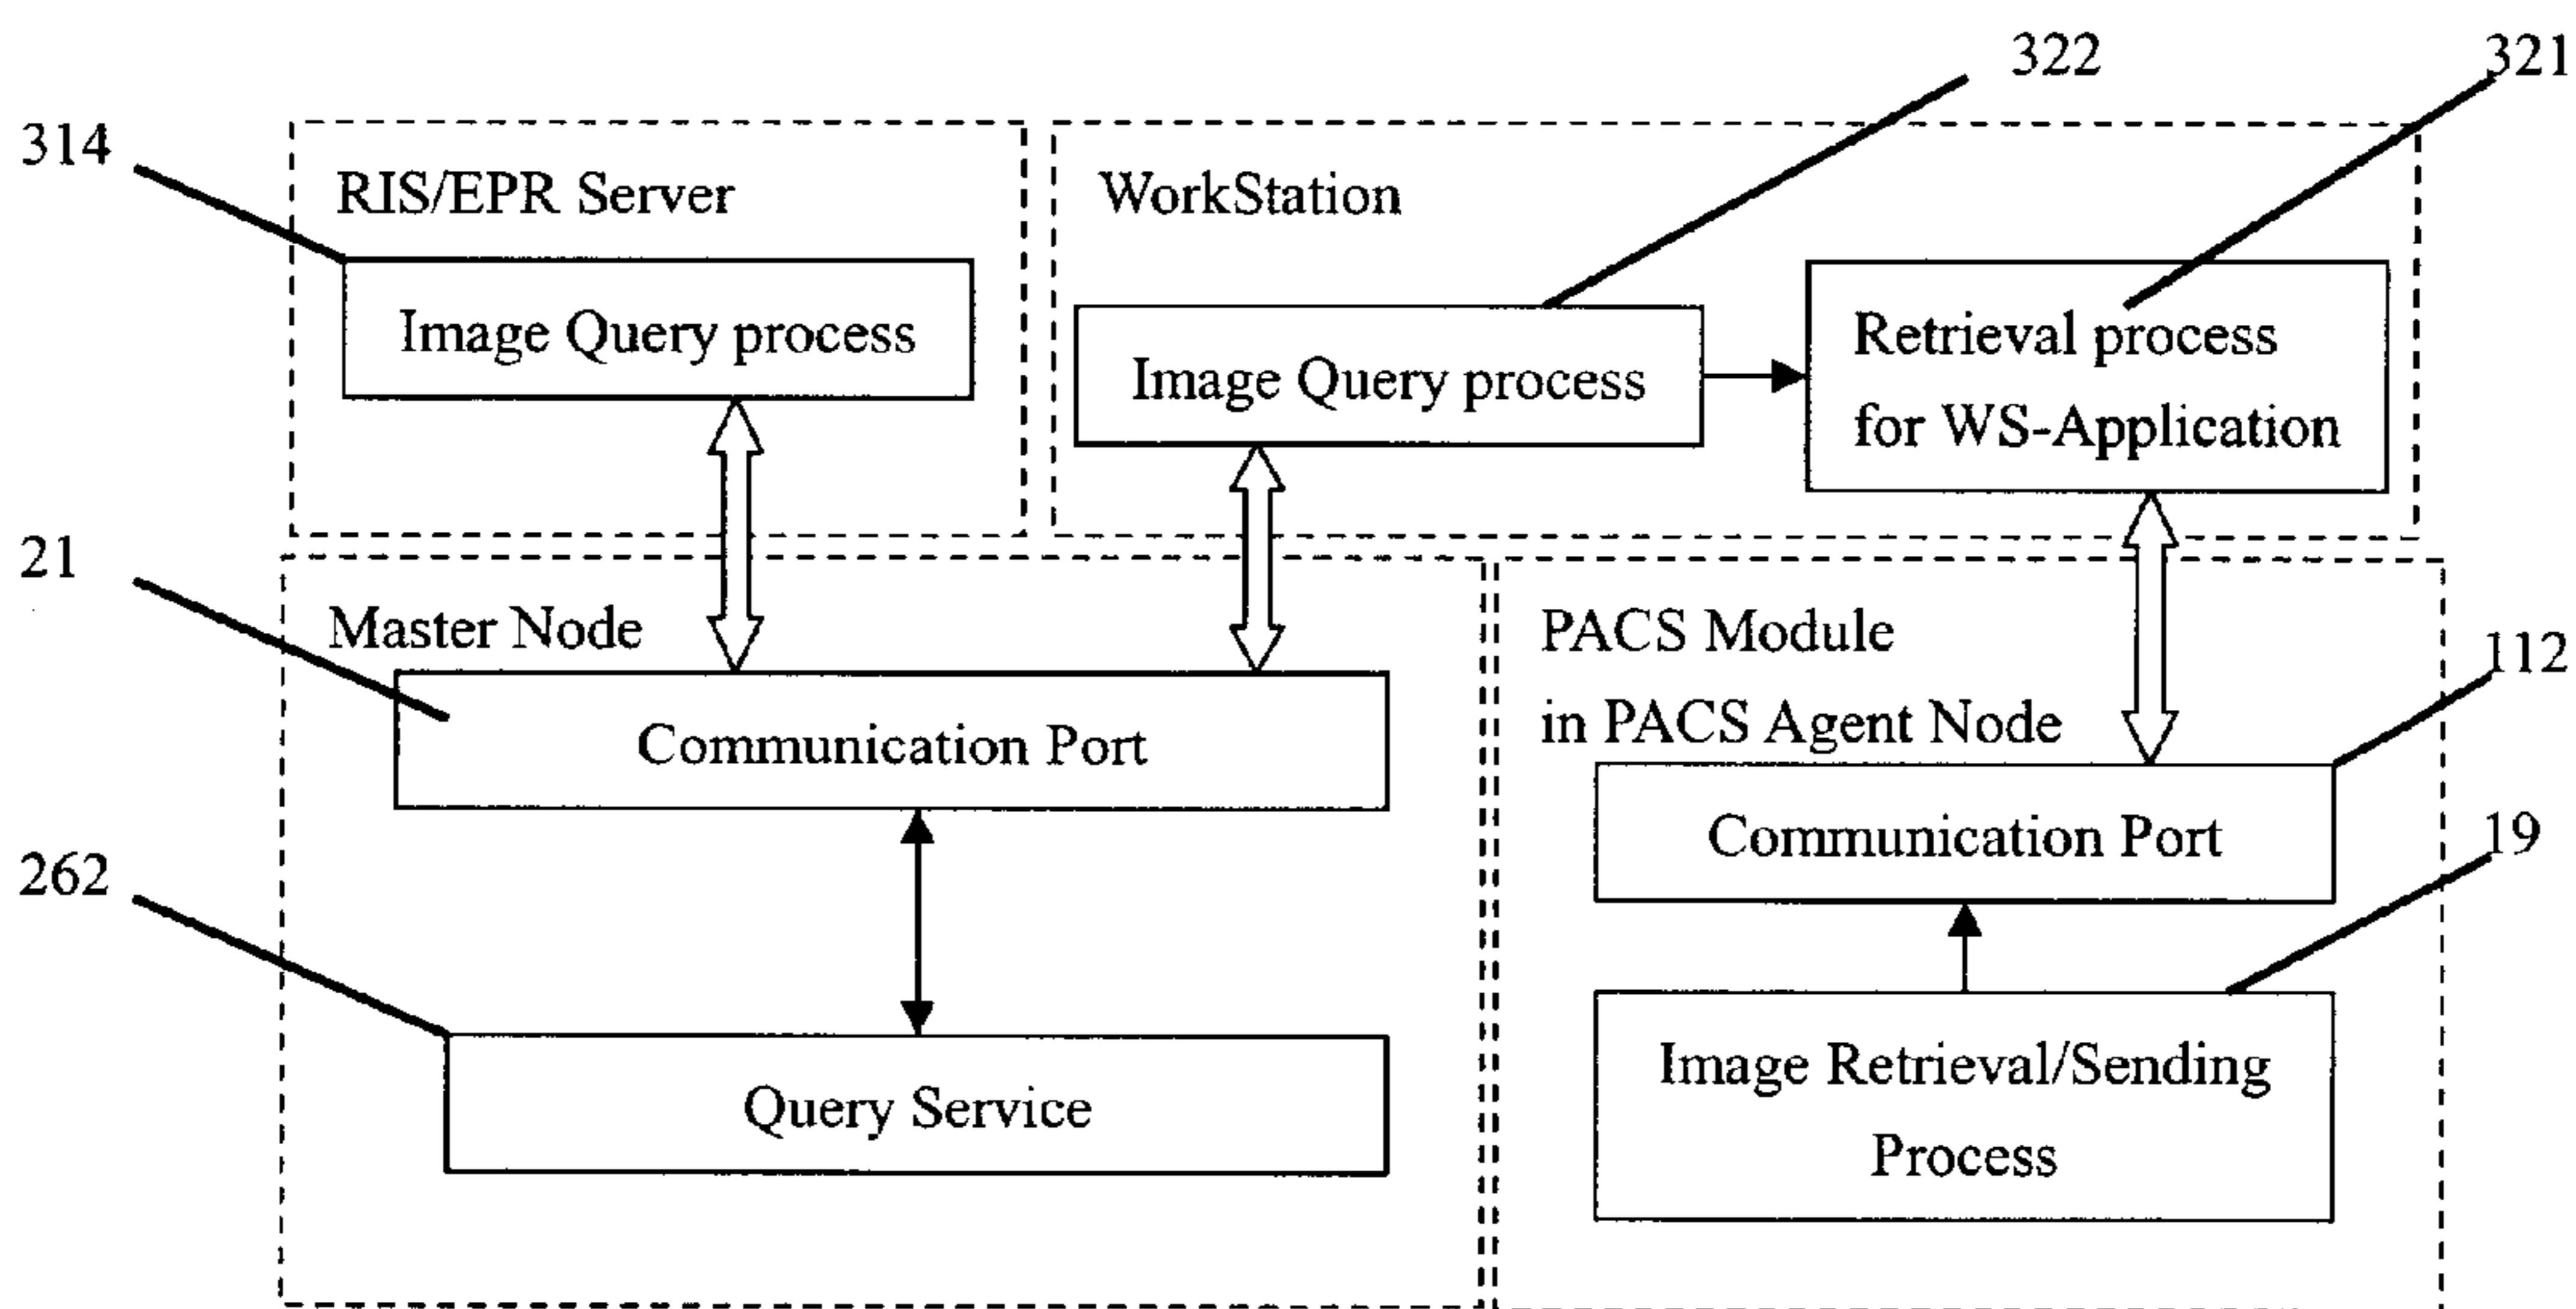 322
321
314
RIS/EPR Server
WorkStation
Image Query process
Image Query process
Retrieval process
for WS-Application
21
Master Node
Communication Port
PACS Module
in PACS Agent Node
112
Communication Port
19
262
Query Service
Image Retrieval/Sending
Process